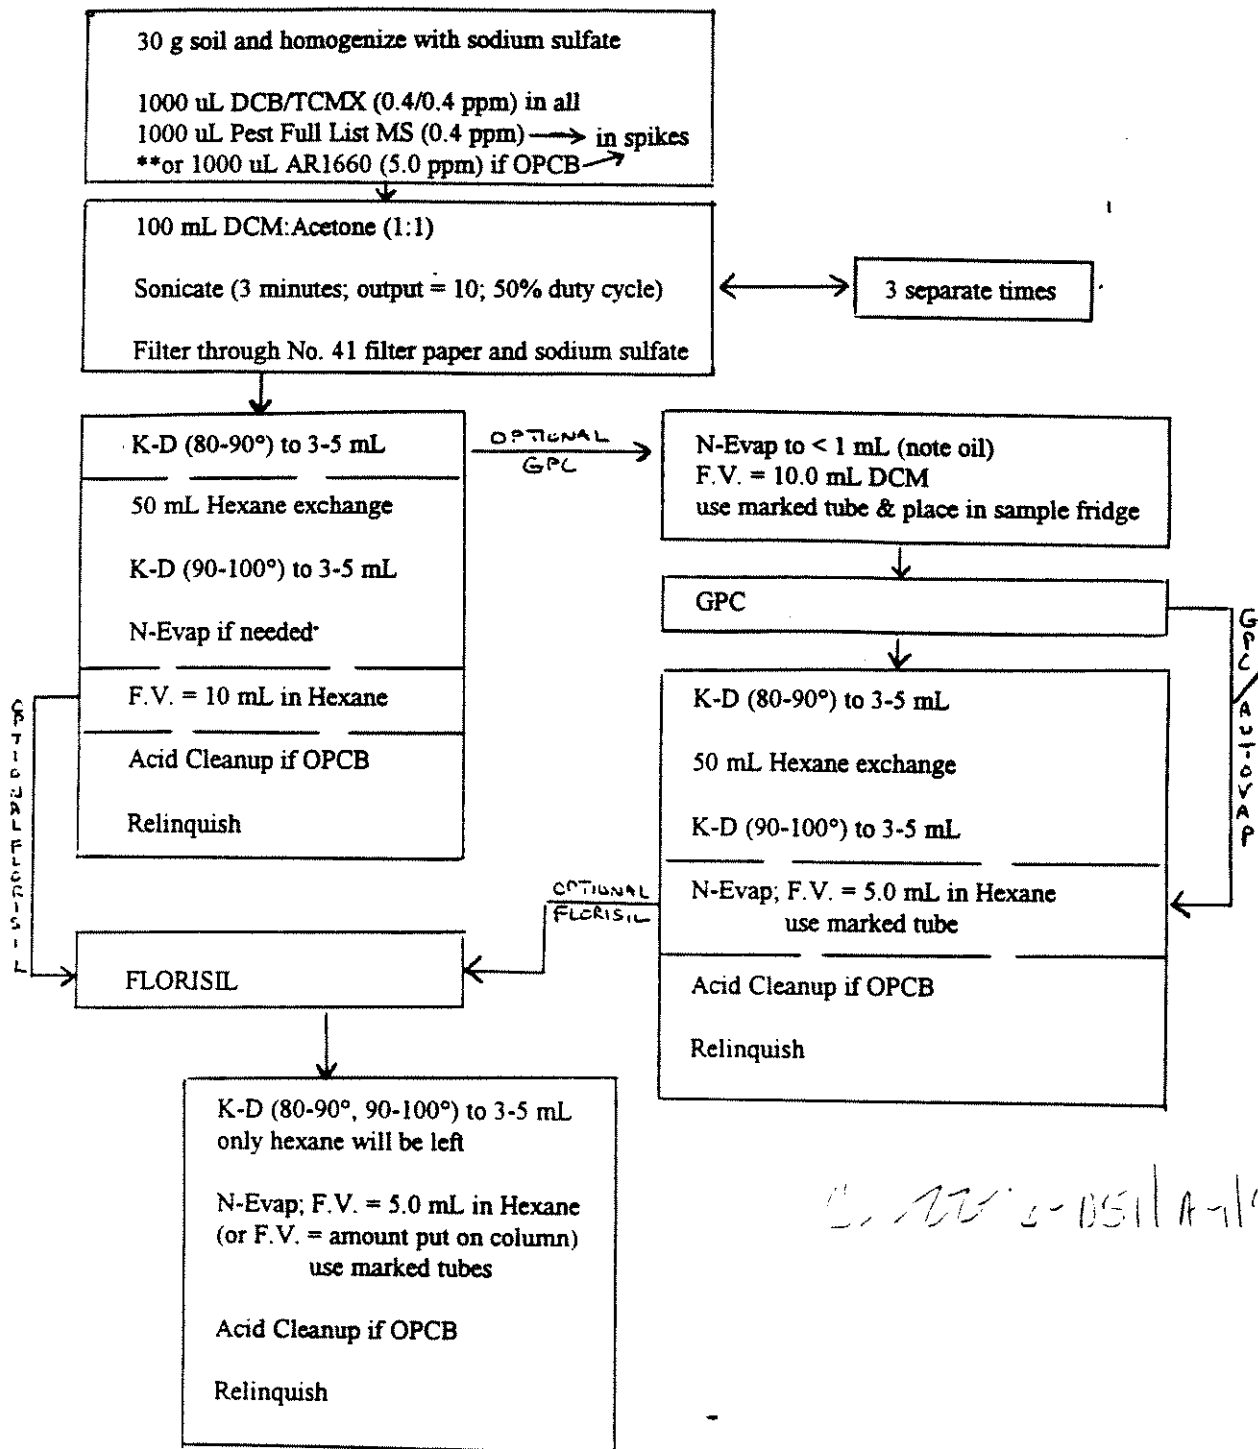 30 g soil and homogenize with sodium sulfate
1000 uL DCB/TCMX (0.4/0.4 ppm) in all
1000 uL Pest Full List MS (0.4 ppm) → in spikes
**or 1000 uL AR1660 (5.0 ppm) if OPCB
100 mL DCM:Acetone (1:1)
Sonicate (3 minutes; output = 10; 50% duty cycle)
Filter through No. 41 filter paper and sodium sulfate
3 separate times
K-D (80-90°) to 3-5 mL
50 mL Hexane exchange
K-D (90-100°) to 3-5 mL
N-Evap if needed
F.V. = 10 mL in Hexane
Acid Cleanup if OPCB
Relinquish
OPTIONAL
GPC
N-Evap to < 1 mL (note oil)
F.V. = 10.0 mL DCM
use marked tube & place in sample fridge
GPC
GPC/AUTOVAP
K-D (80-90°) to 3-5 mL
50 mL Hexane exchange
K-D (90-100°) to 3-5 mL
N-Evap; F.V. = 5.0 mL in Hexane
use marked tube
Acid Cleanup if OPCB
Relinquish
OPTIONAL FLORISIL
OPTIONAL
FLORISIL
FLORISIL
K-D (80-90°, 90-100°) to 3-5 mL
only hexane will be left
N-Evap; F.V. = 5.0 mL in Hexane
(or F.V. = amount put on column)
use marked tubes
Acid Cleanup if OPCB
Relinquish